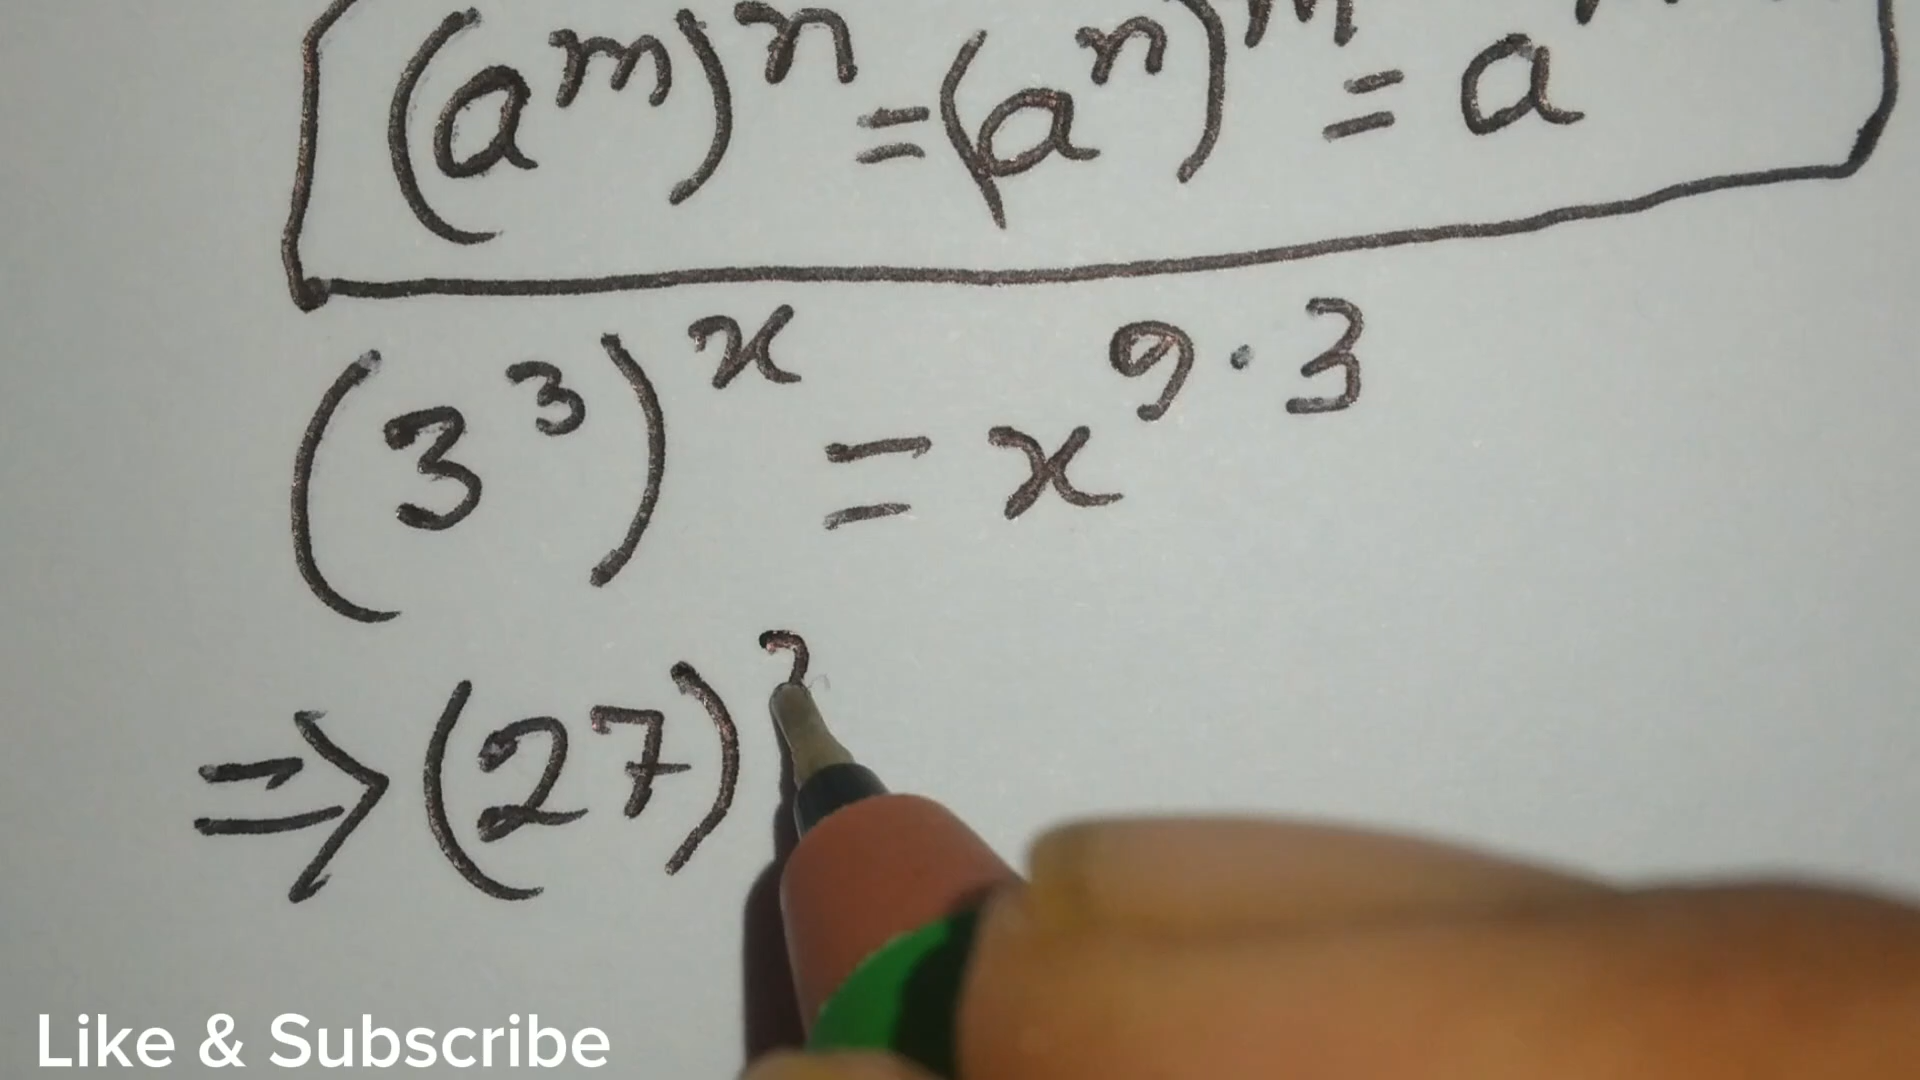 (a^m)^n = (a^n)^m = a
(3^3)^x = x^9·3
⇒ (27)
Like & Subscribe